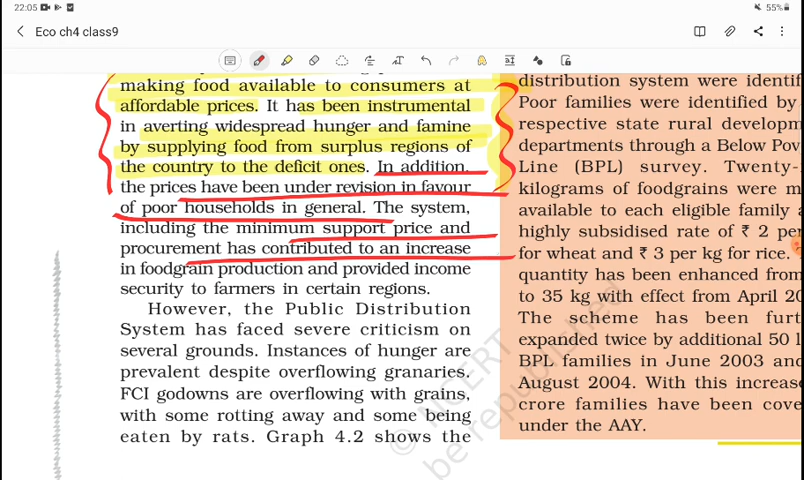 22:05
55%
Eco ch4 class9
making food available to consumers at
affordable prices. It has been instrumental
in averting widespread hunger and famine
by supplying food from surplus regions of
the country to the deficit ones. In addition,
the prices have been under revision in favour
of poor households in general. The system,
including the minimum support price and
procurement has contributed to an increase
in foodgrain production and provided income
security to farmers in certain regions.
However, the Public Distribution
System has faced severe criticism on
several grounds. Instances of hunger are
prevalent despite overflowing granaries.
FCI godowns are overflowing with grains,
with some rotting away and some being
eaten by rats. Graph 4.2 shows the
distribution system were identif
Poor families were identified by
respective state rural developm
departments through a Below Pov
Line (BPL) survey. Twenty-
kilograms of foodgrains were m
available to each eligible family
highly subsidised rate of ₹ 2 per
for wheat and ₹ 3 per kg for rice.
quantity has been enhanced from
to 35 kg with effect from April 20
The scheme has been furt
expanded twice by additional 50 l
BPL families in June 2003 and
August 2004. With this increas
crore families have been cove
under the AAY.
© NCERT
be republished